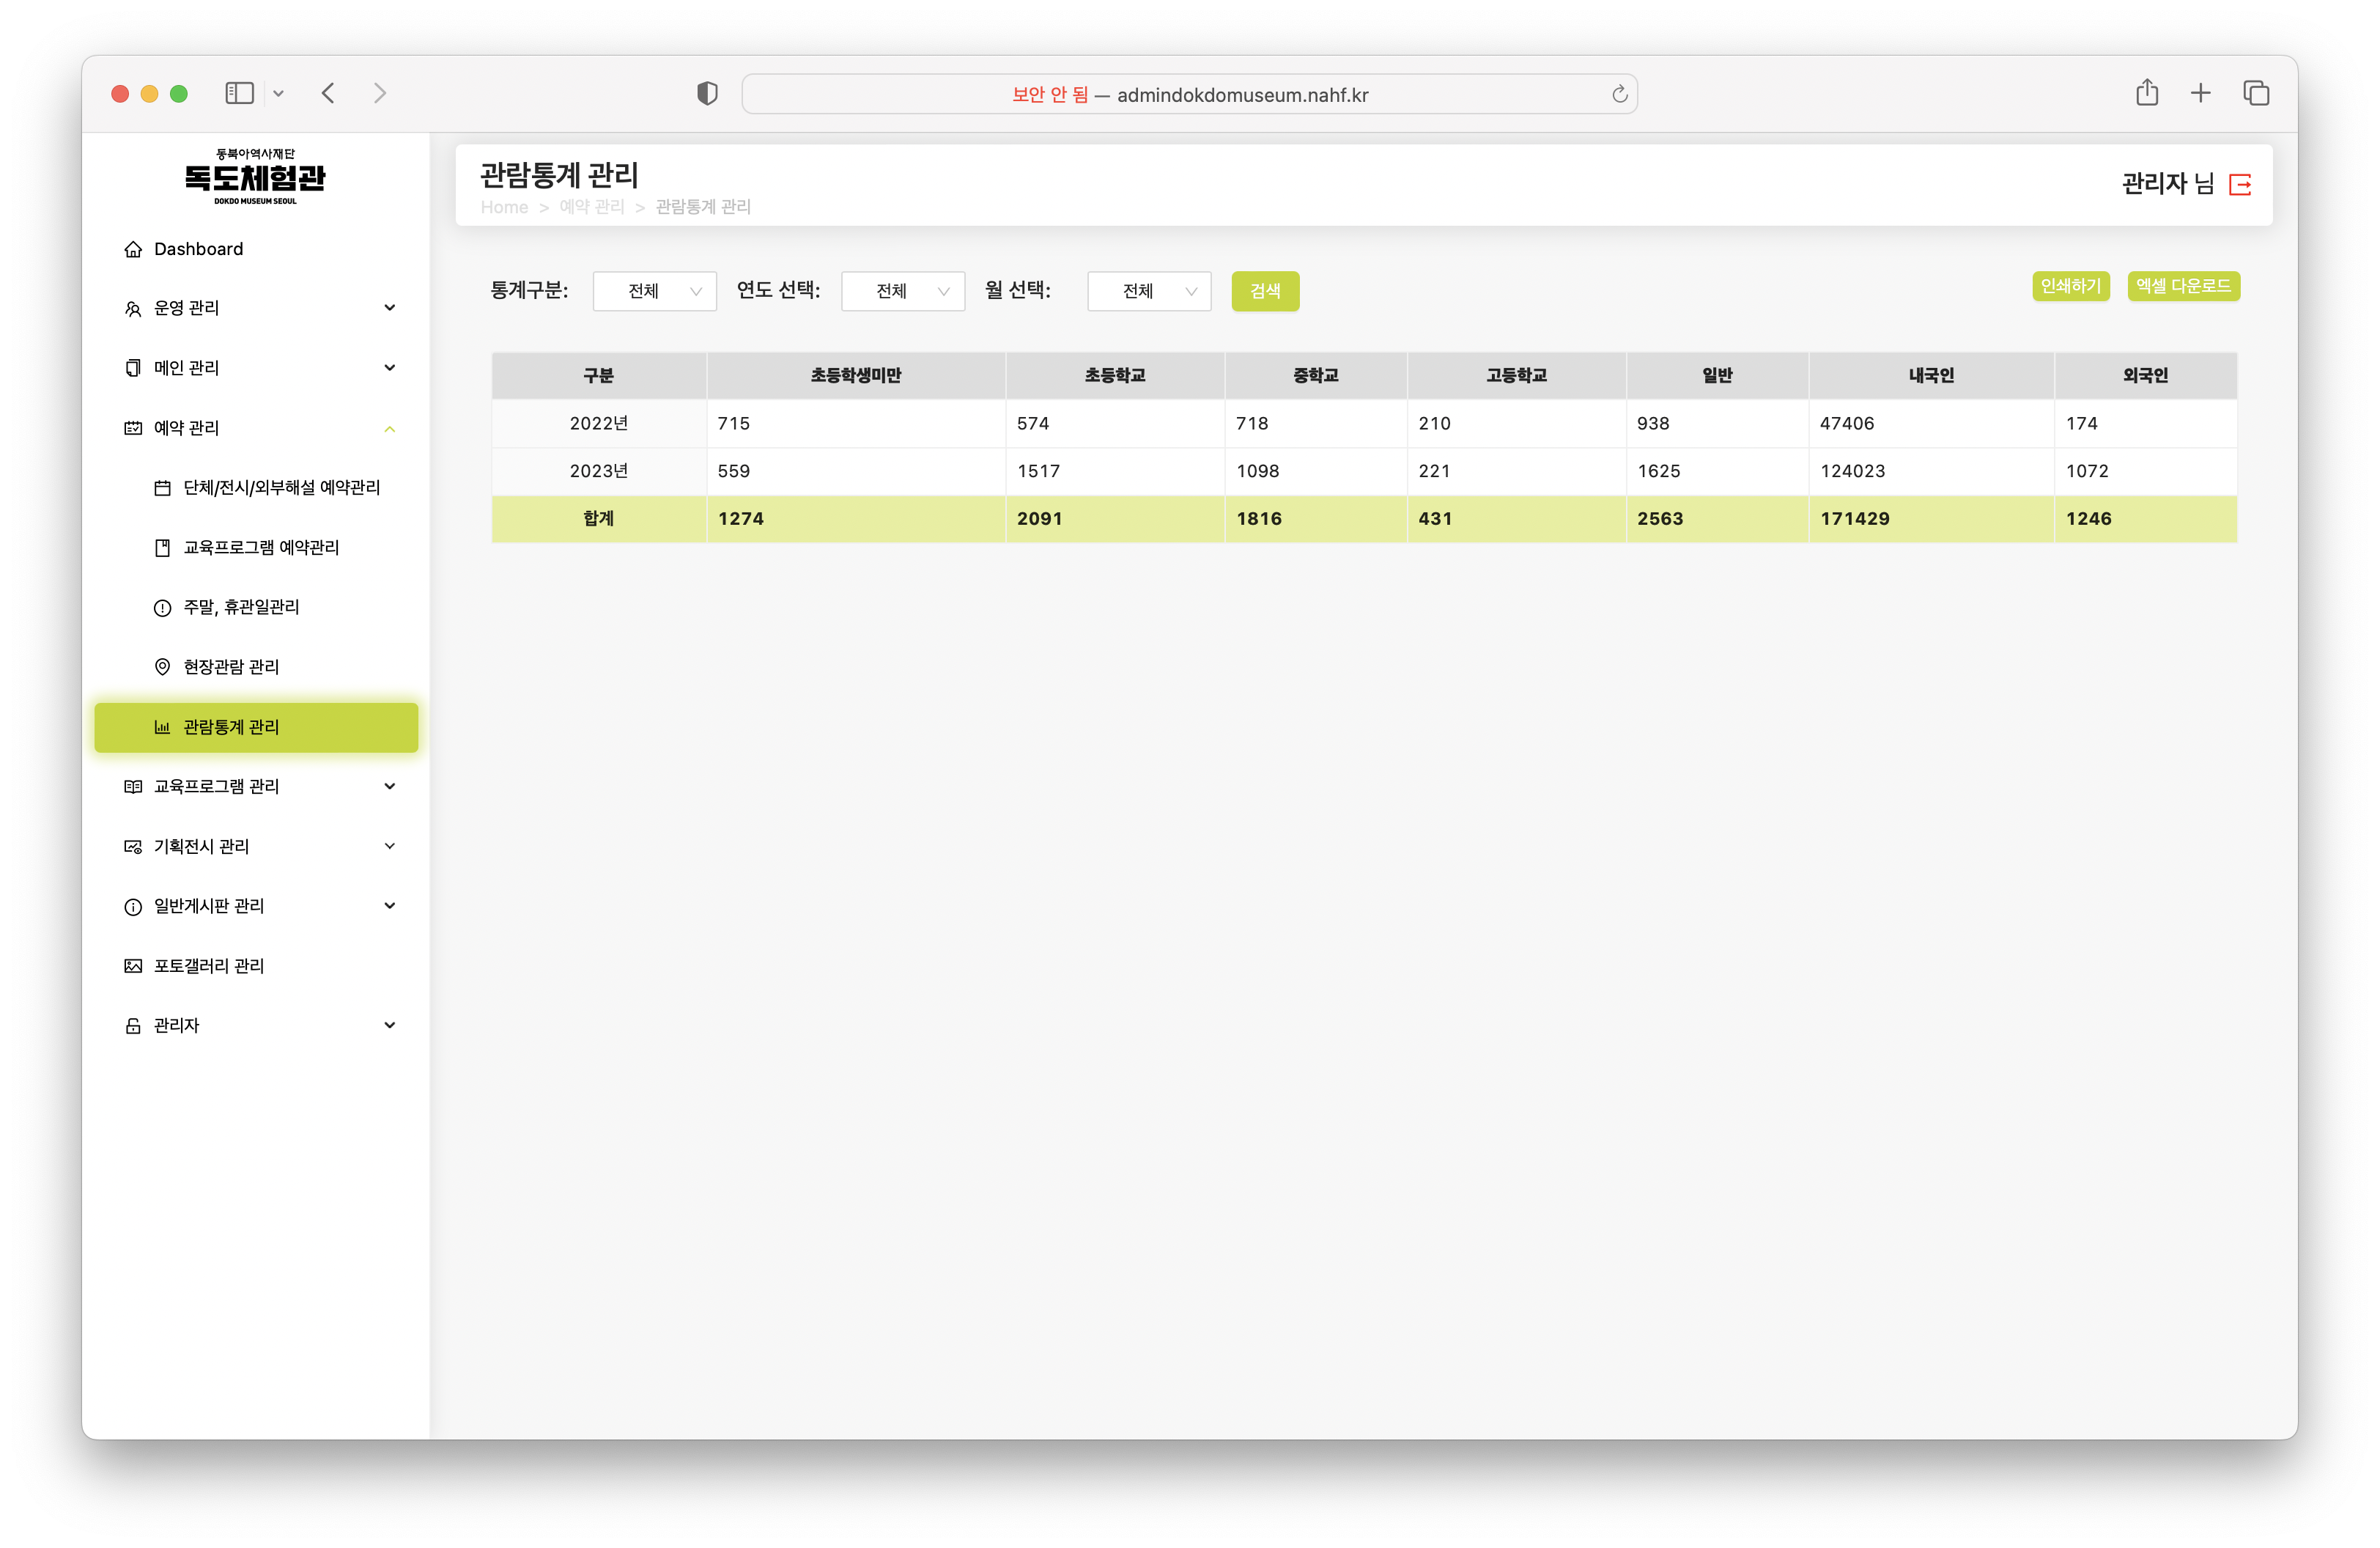 보안 안 됨 — admindokdomuseum.nahf.kr
동북아역사재단
독도체험관
DOKDO MUSEUM SEOUL
Dashboard
운영 관리
메인 관리
예약 관리
단체/전시/외부해설 예약관리
교육프로그램 예약관리
주말, 휴관일관리
현장관람 관리
관람통계 관리
교육프로그램 관리
기획전시 관리
일반게시판 관리
포토갤러리 관리
관리자
관람통계 관리
Home > 예약 관리 > 관람통계 관리
관리자 님
통계구분: 전체 연도 선택: 전체 월 선택: 전체 검색 인쇄하기 엑셀 다운로드
구분 초등학생미만 초등학교 중학교 고등학교 일반 내국인 외국인
2022년 715 574 718 210 938 47406 174
2023년 559 1517 1098 221 1625 124023 1072
합계 1274 2091 1816 431 2563 171429 1246